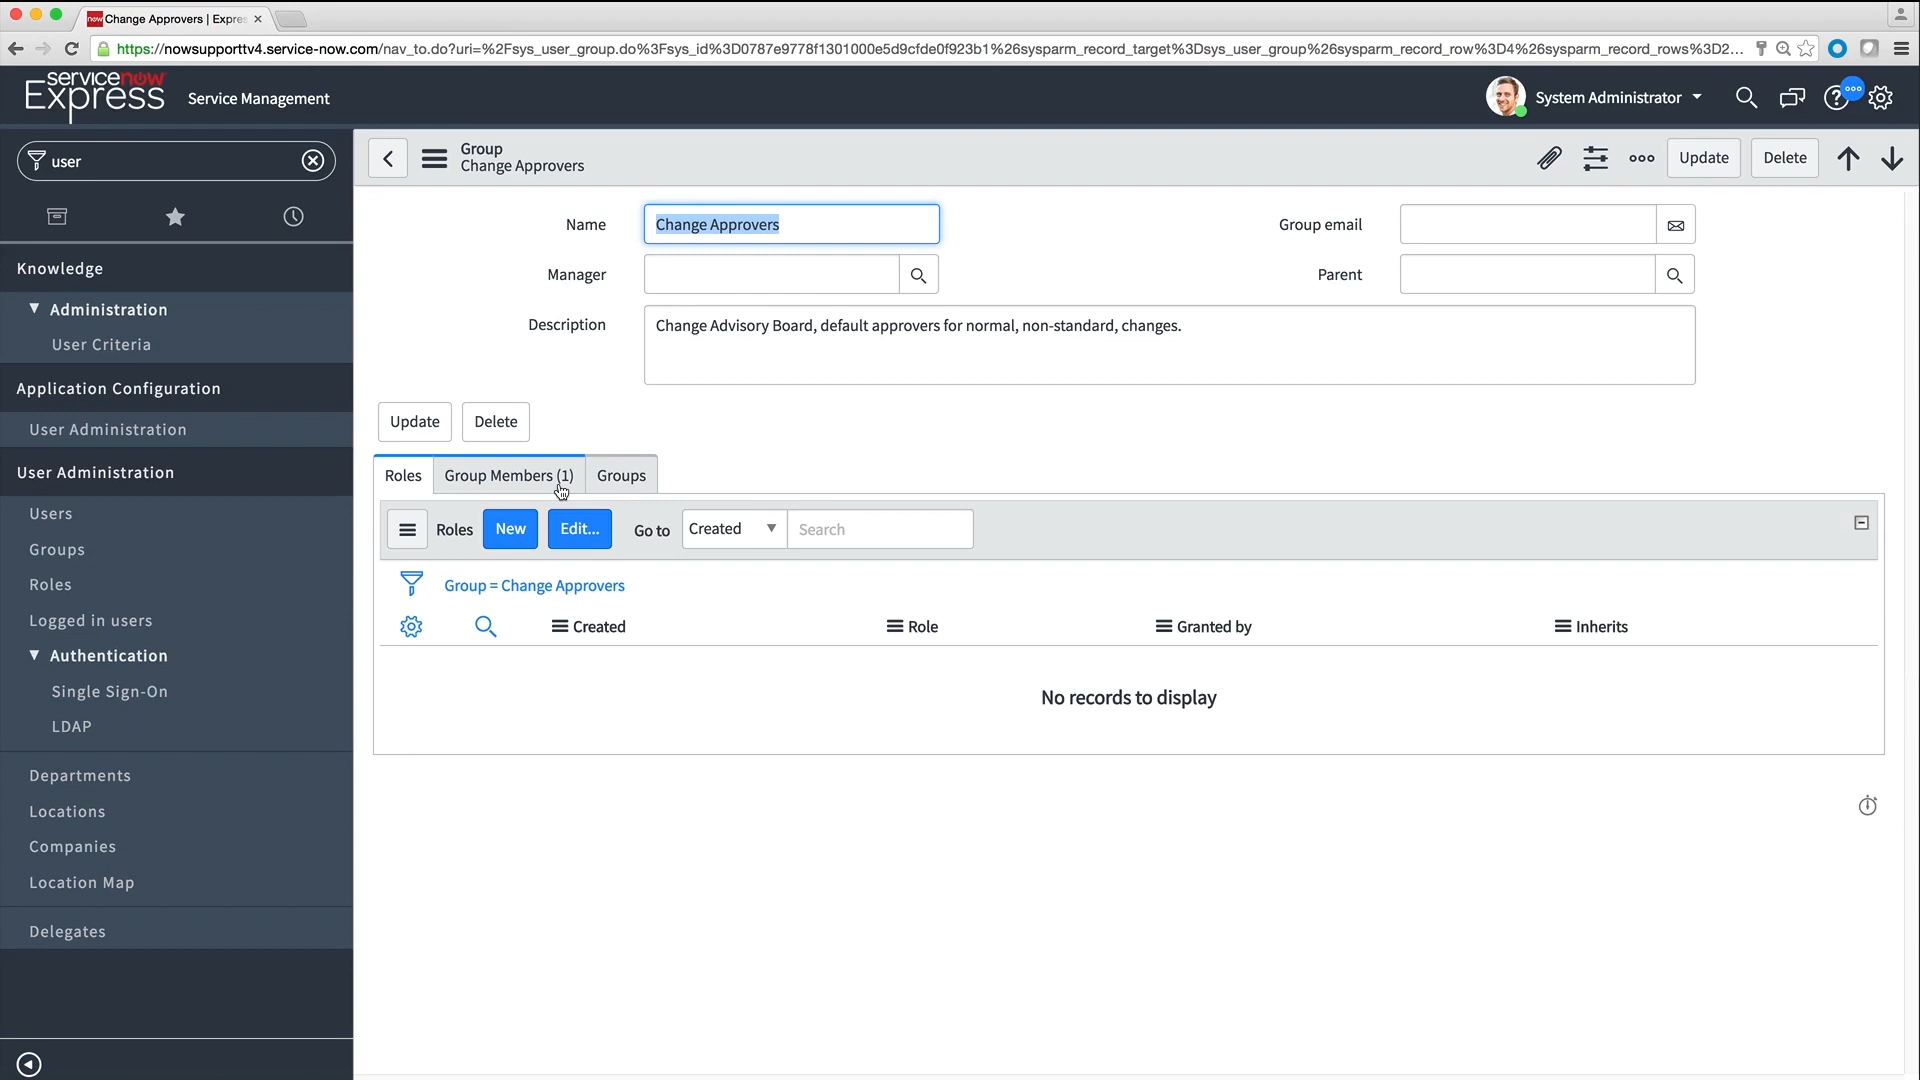 now Change Approvers | Expres
https://nowsupporttv4.service-now.com/nav_to.do?uri=%2Fsys_user_group.do%3Fsys_id%3D0787e9778f1301000e5d9cfde0f923b1%26sysparm_record_target%3Dsys_user_group%26sysparm_record_row%3D4%26sysparm_record_rows%3D2...
servicenow
Express
Service Management
System Administrator
user
Knowledge
Administration
User Criteria
Application Configuration
User Administration
User Administration
Users
Groups
Roles
Logged in users
Authentication
Single Sign-On
LDAP
Departments
Locations
Companies
Location Map
Delegates
Group
Change Approvers
Update
Delete
Name
Change Approvers
Group email
Manager
Parent
Description
Change Advisory Board, default approvers for normal, non-standard, changes.
Update
Delete
Roles
Group Members (1)
Groups
Roles
New
Edit...
Go to
Created
Search
Group = Change Approvers
Created
Role
Granted by
Inherits
No records to display